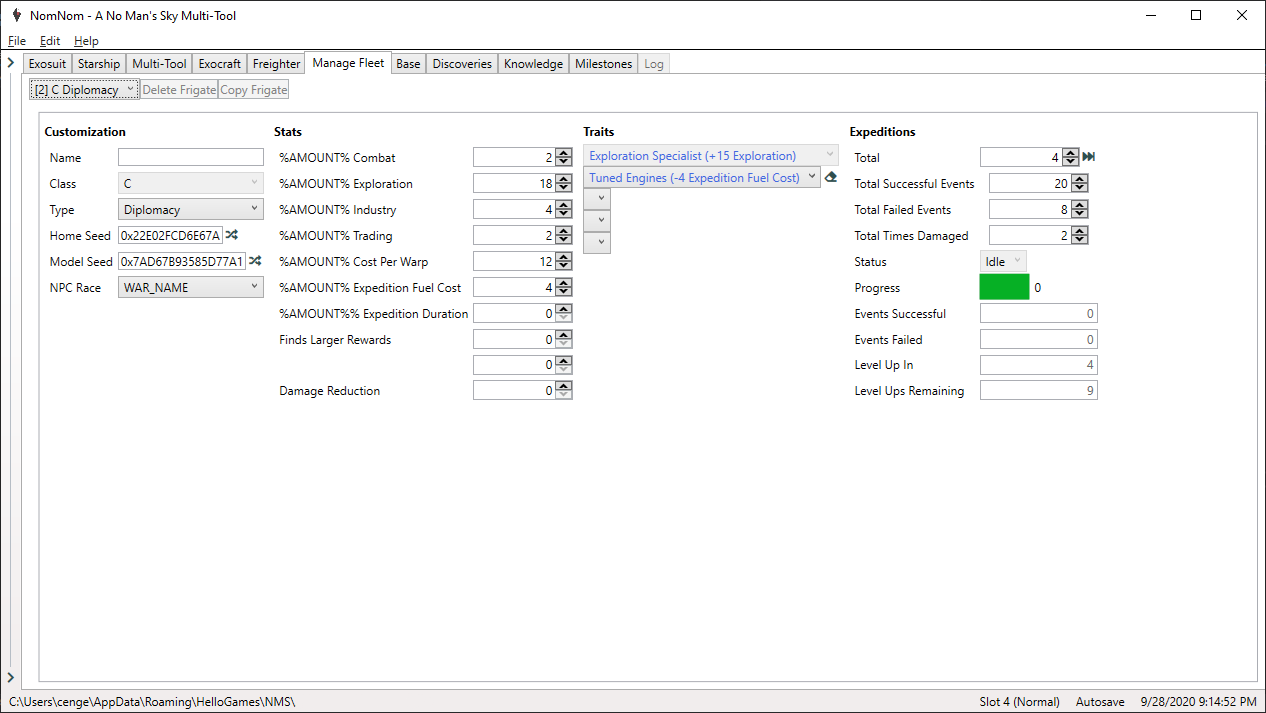 NomNom - A No Man's Sky Multi-Tool
File Edit Help
Exosuit Starship Multi-Tool Exocraft Freighter Manage Fleet Base Discoveries Knowledge Milestones Log
[2] C Diplomacy Delete Frigate Copy Frigate
Customization Stats Traits Expeditions
Name %AMOUNT% Combat 2 Exploration Specialist (+15 Exploration) Total 4
Class C %AMOUNT% Exploration 18 Tuned Engines (-4 Expedition Fuel Cost) Total Successful Events 20
Type Diplomacy %AMOUNT% Industry 4 Total Failed Events 8
Home Seed 0x22E02FCD6E67A %AMOUNT% Trading 2 Total Times Damaged 2
Model Seed 0x7AD67B93585D77A1 %AMOUNT% Cost Per Warp 12 Status Idle
NPC Race WAR_NAME %AMOUNT% Expedition Fuel Cost 4 Progress 0
%AMOUNT%% Expedition Duration 0 Events Successful 0
Finds Larger Rewards 0 Events Failed 0
0 Level Up In 4
Damage Reduction 0 Level Ups Remaining 9
C:\Users\cenge\AppData\Roaming\HelloGames\NMS\ Slot 4 (Normal) Autosave 9/28/2020 9:14:52 PM